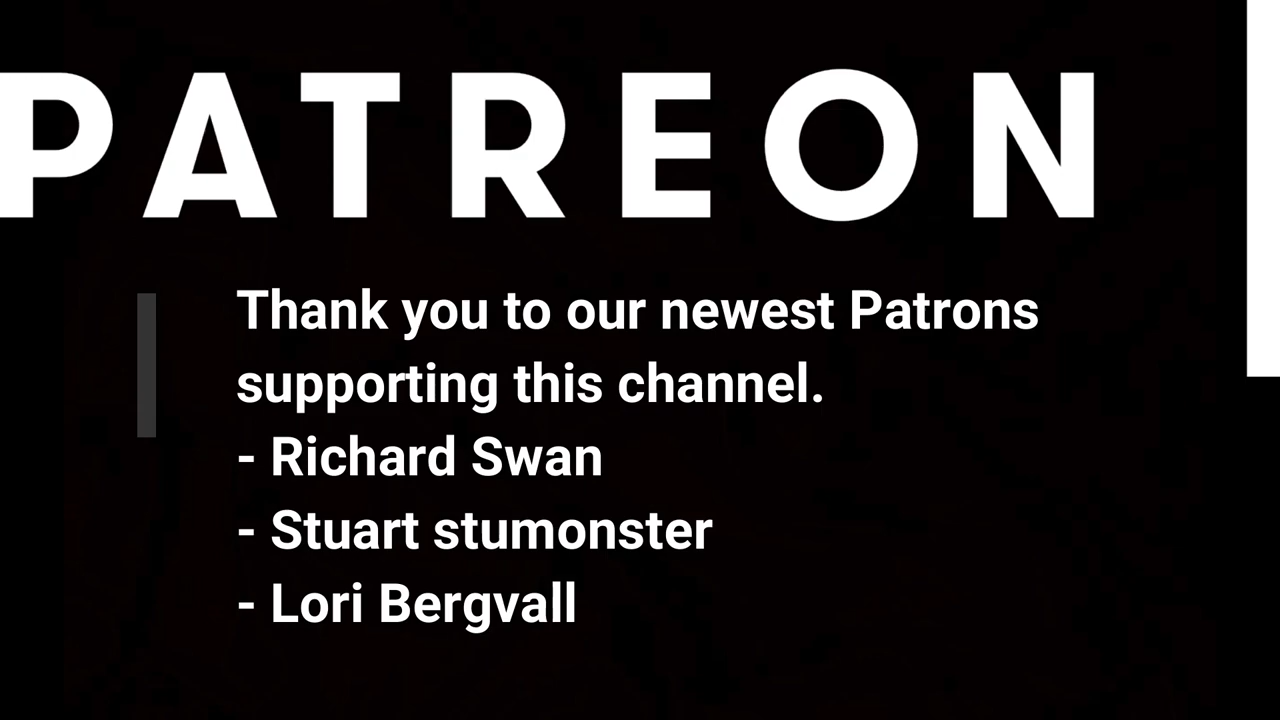 PATREON
Thank you to our newest Patrons
supporting this channel.
- Richard Swan
- Stuart stumonster
- Lori Bergvall